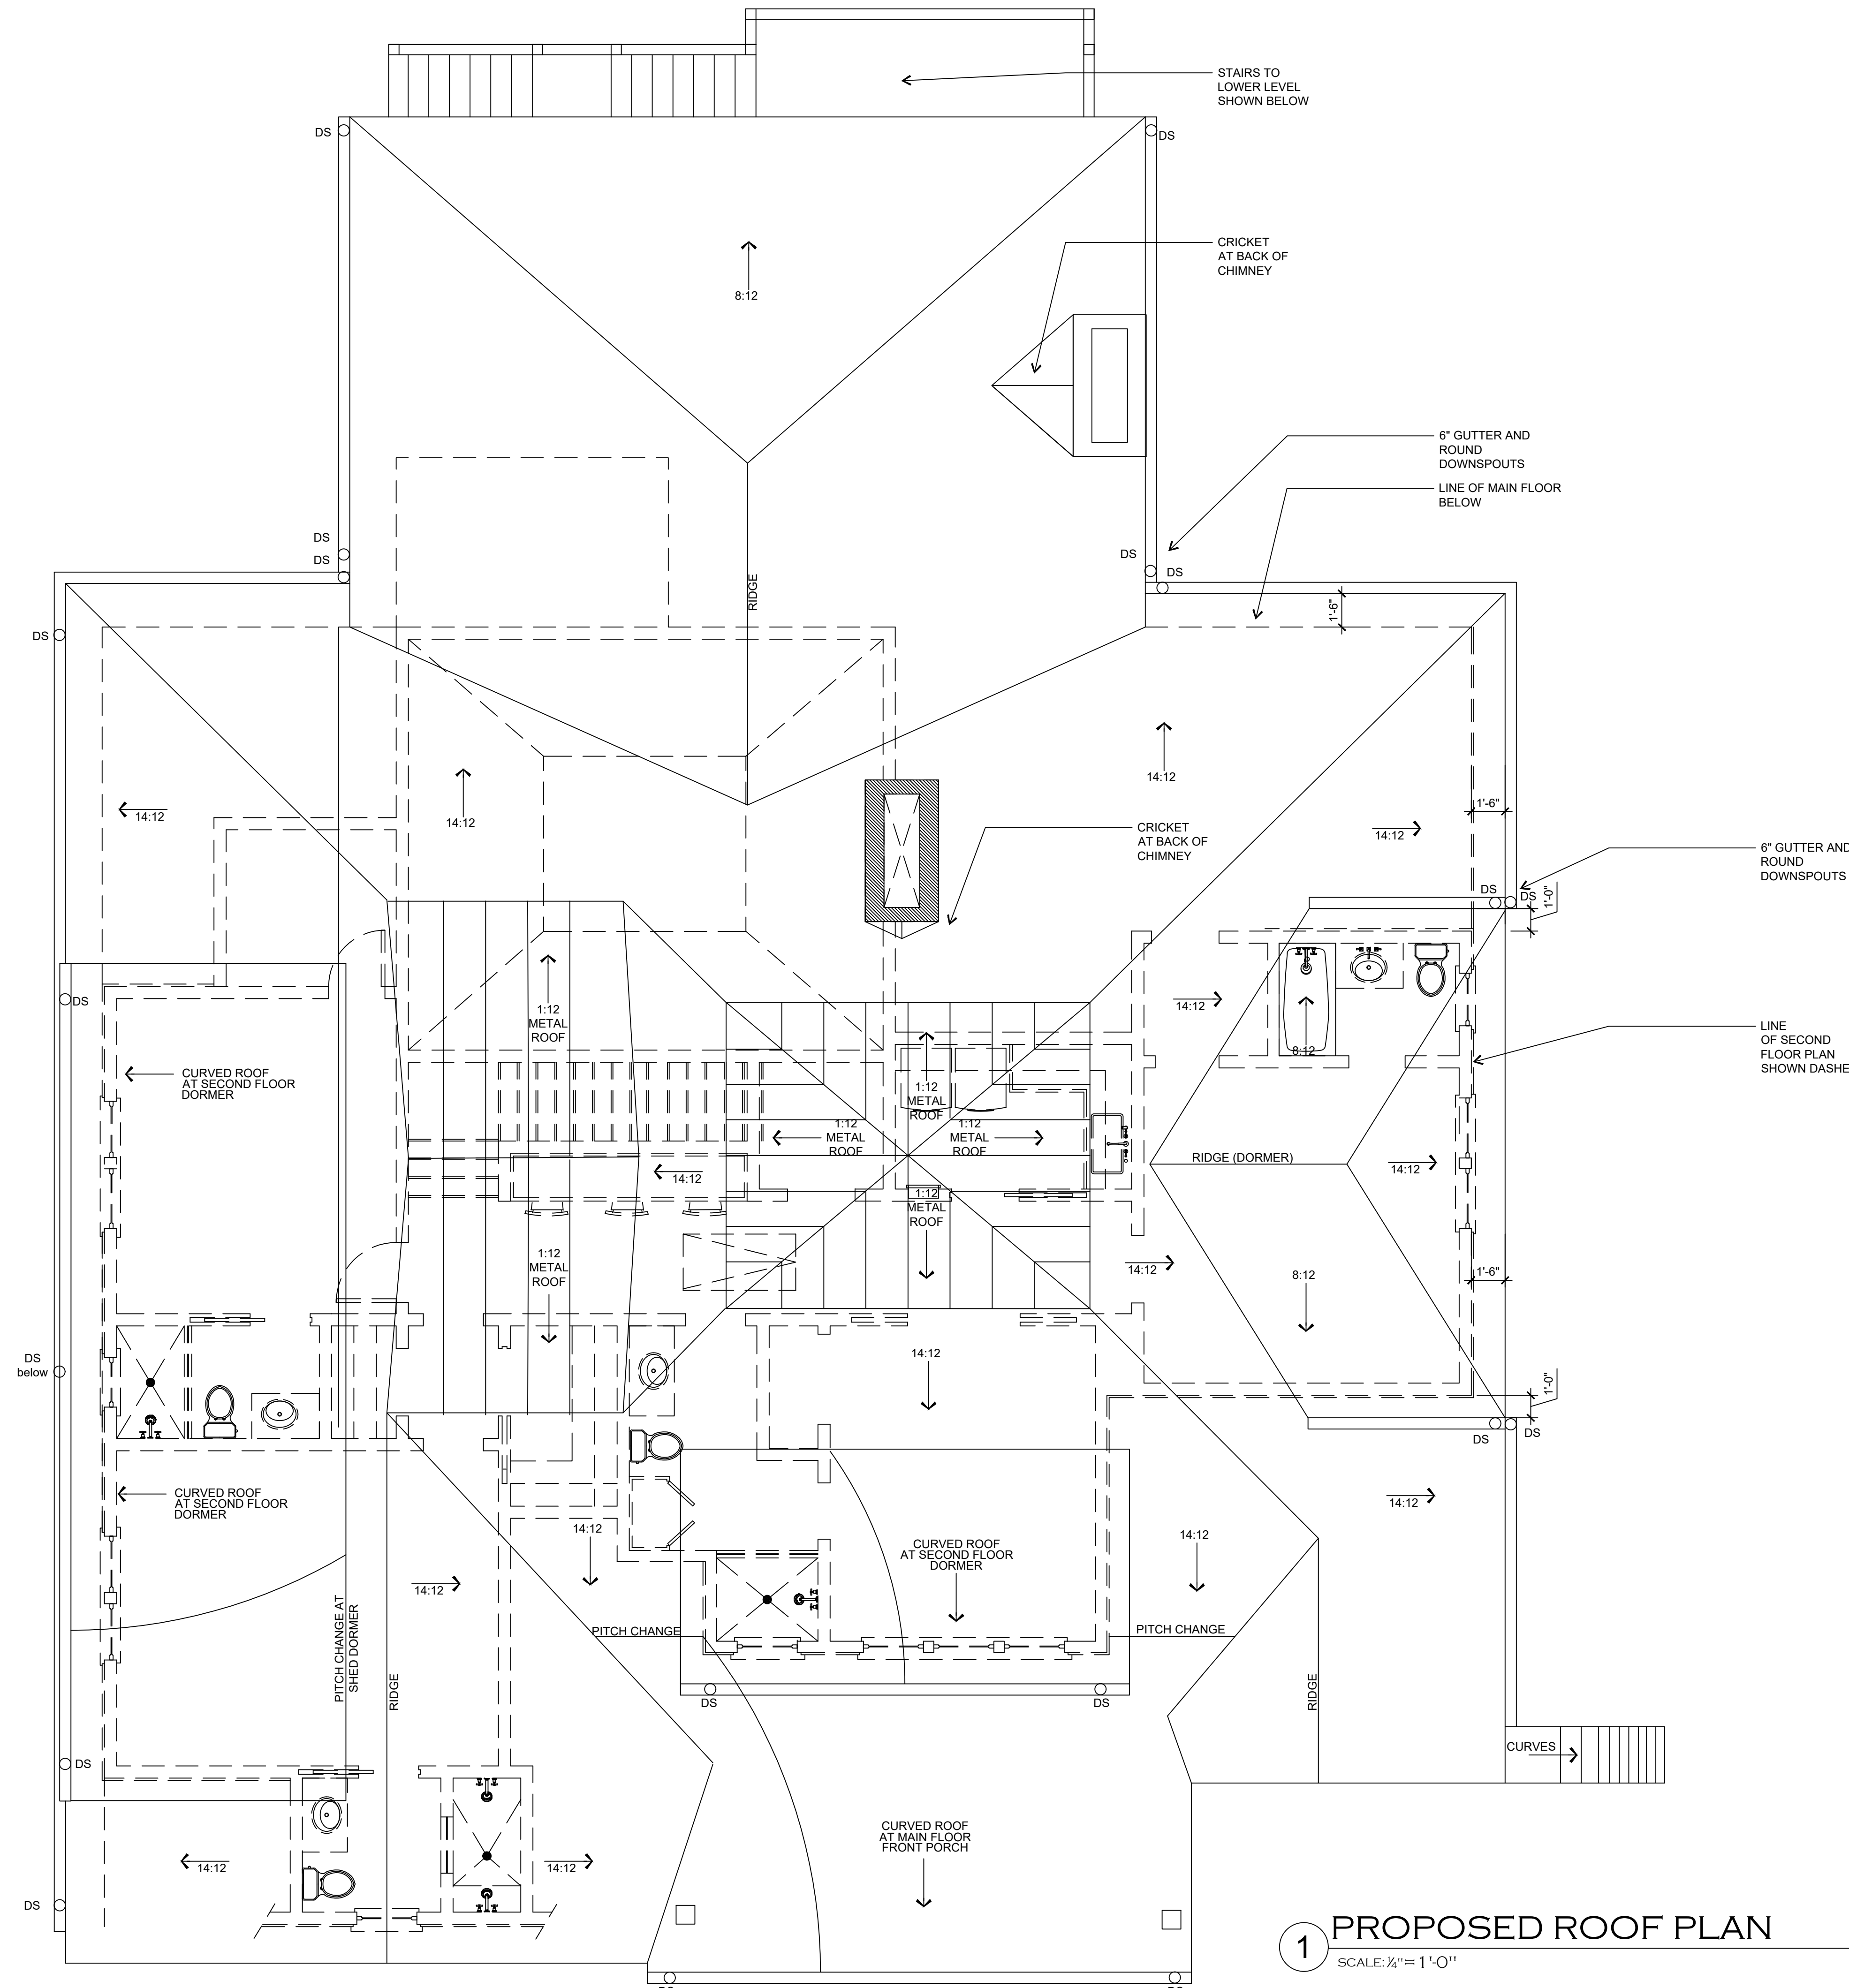 STAIRS TO
LOWER LEVEL
SHOWN BELOW
DS
DS
CRICKET
AT BACK OF
CHIMNEY
8:12
6" GUTTER AND
ROUND
DOWNSPOUTS
LINE OF MAIN FLOOR
BELOW
DS
DS
DS
DS
RIDGE
1'-6"
DS
14:12
14:12
14:12
1'-6"
14:12
CRICKET
AT BACK OF
CHIMNEY
6" GUTTER AND
ROUND
DOWNSPOUTS
DS
DS
1'-0"
DS
1:12
METAL
ROOF
14:12
LINE
OF SECOND
FLOOR PLAN
SHOWN DASHE
8:12
CURVED ROOF
AT SECOND FLOOR
DORMER
1:12
METAL
ROOF
1:12
METAL
ROOF
1:12
METAL
ROOF
RIDGE (DORMER)
14:12
14:12
1:12
METAL
ROOF
1:12
METAL
ROOF
14:12
8:12
1'-6"
DS
below
14:12
1'-0"
DS
DS
CURVED ROOF
AT SECOND FLOOR
DORMER
14:12
14:12
14:12
CURVED ROOF
AT SECOND FLOOR
DORMER
14:12
PITCH CHANGE AT
SHED DORMER
PITCH CHANGE
PITCH CHANGE
RIDGE
RIDGE
DS
DS
CURVES
DS
CURVED ROOF
AT MAIN FLOOR
FRONT PORCH
14:12
14:12
DS
1
PROPOSED ROOF PLAN
SCALE: ¼"= 1'-0"